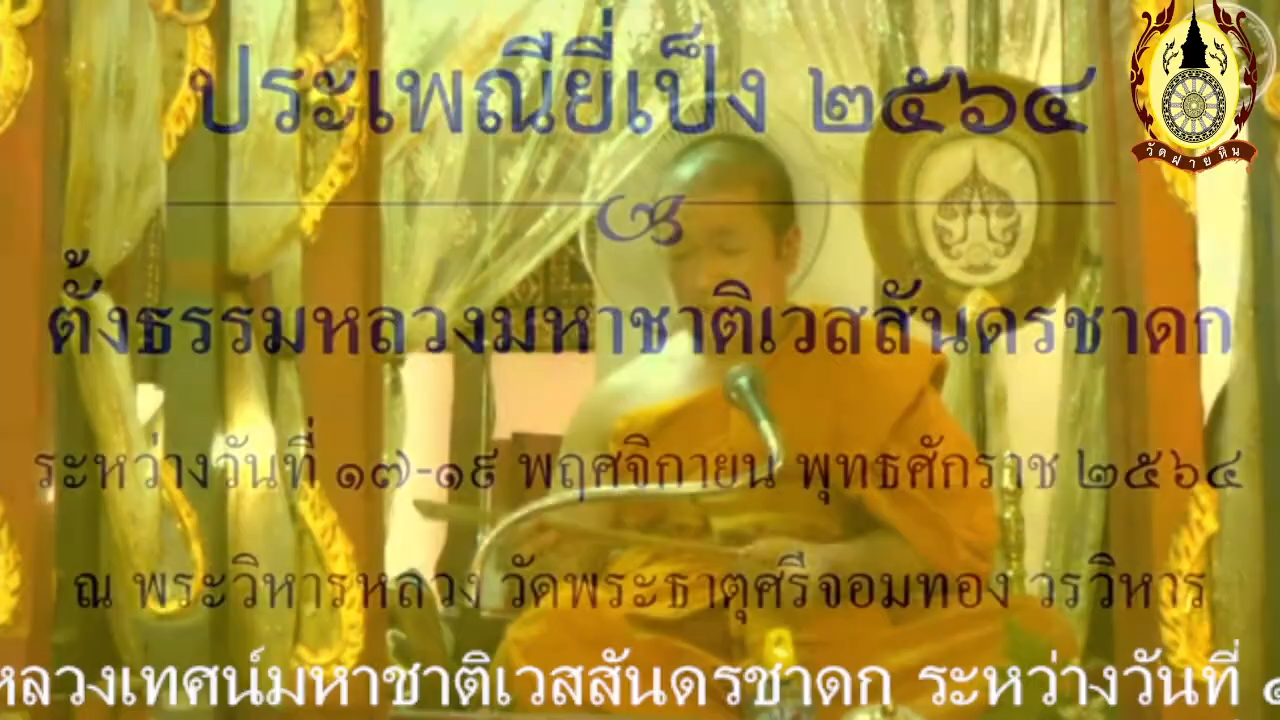 ประเพณียี่เป็ง ๒๕๖๔
วัดฝายหิน
ตั้งธรรมหลวงมหาชาติเวสสันดรชาดก
ระหว่างวันที่ ๑๗-๑๙ พฤศจิกายน พุทธศักราช ๒๕๖๔
ณ พระวิหารหลวง วัดพระธาตุศรีจอมทอง วรวิหาร
หลวงเทศน์มหาชาติเวสสันดรชาดก ระหว่างวันที่